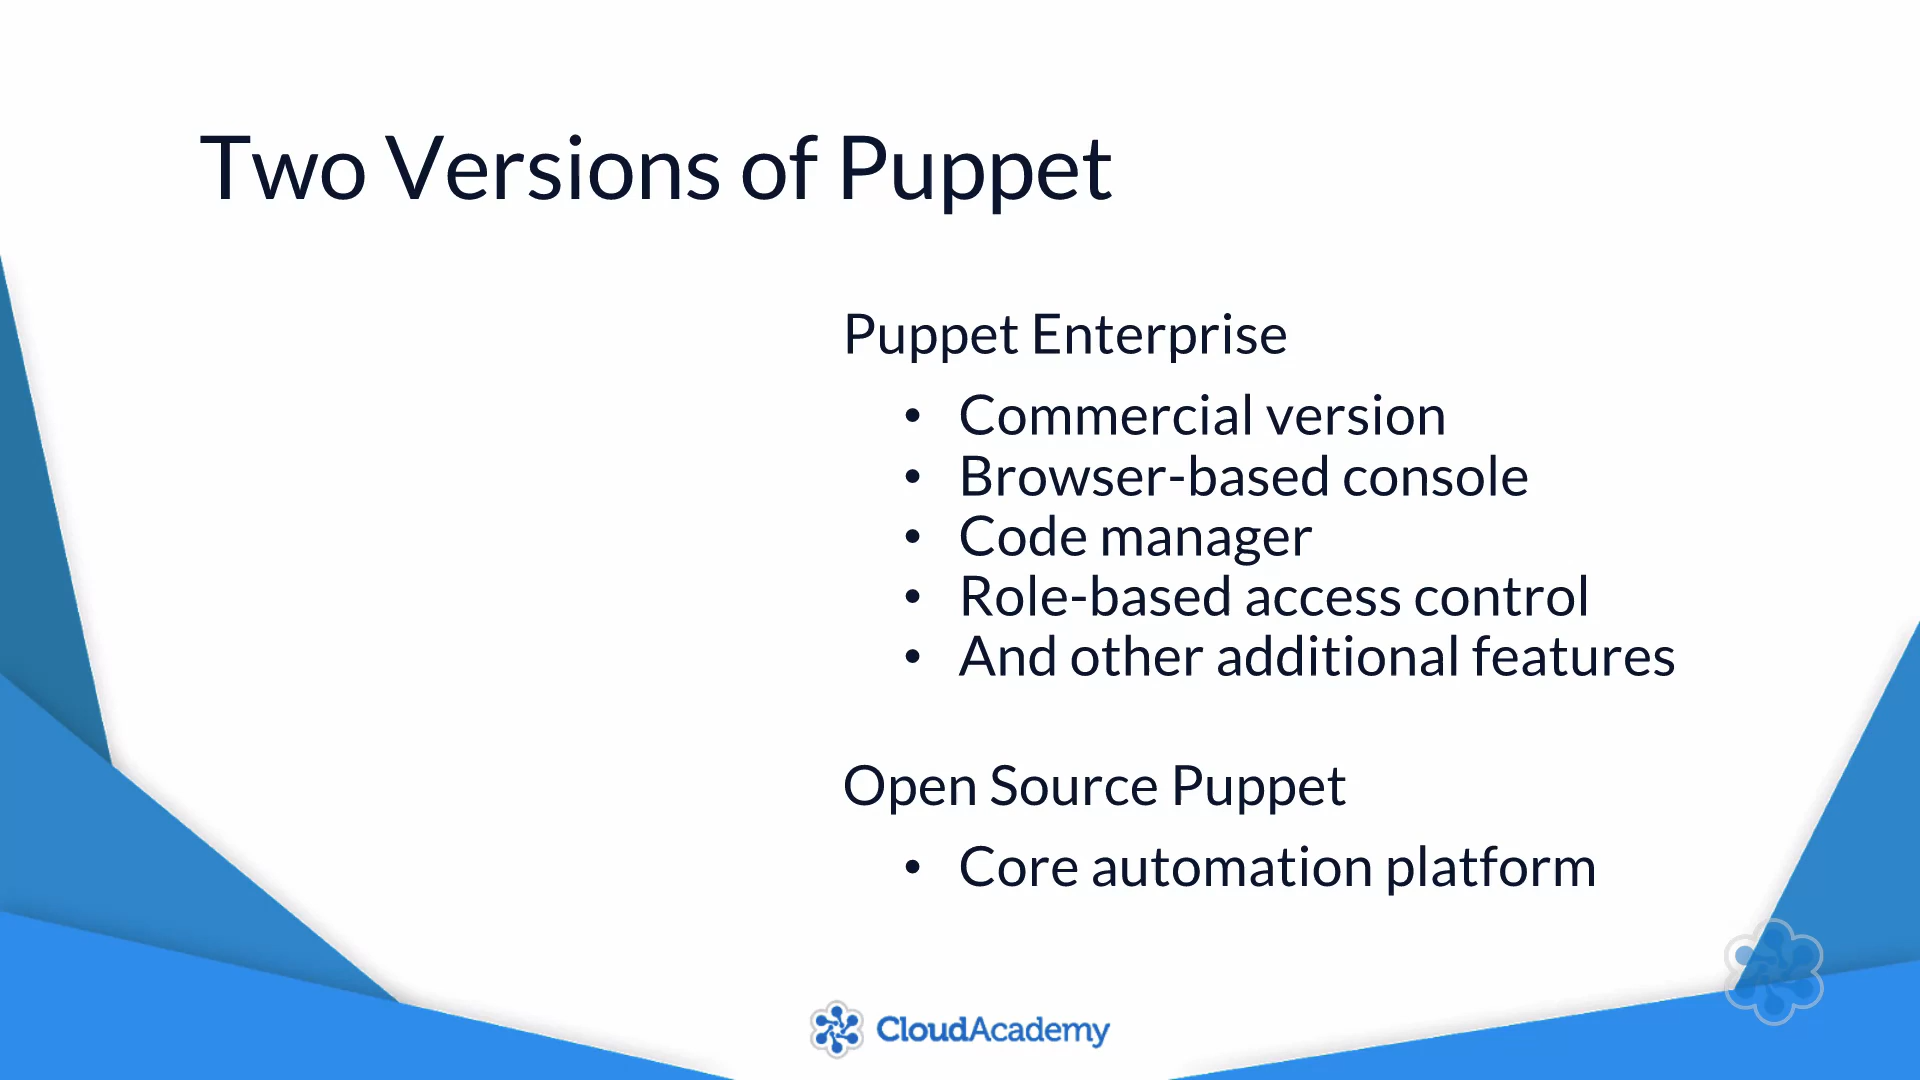 Two Versions of Puppet
Puppet Enterprise
• Commercial version
• Browser-based console
• Code manager
• Role-based access control
• And other additional features
Open Source Puppet
• Core automation platform
CloudAcademy